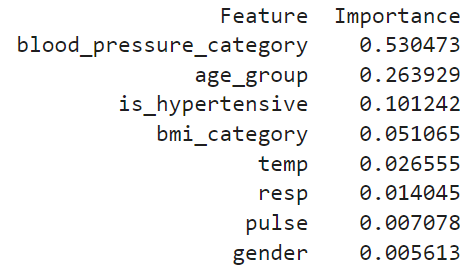 Feature Importance
blood_pressure_category 0.530473
age_group 0.263929
is_hypertensive 0.101242
bmi_category 0.051065
temp 0.026555
resp 0.014045
pulse 0.007078
gender 0.005613